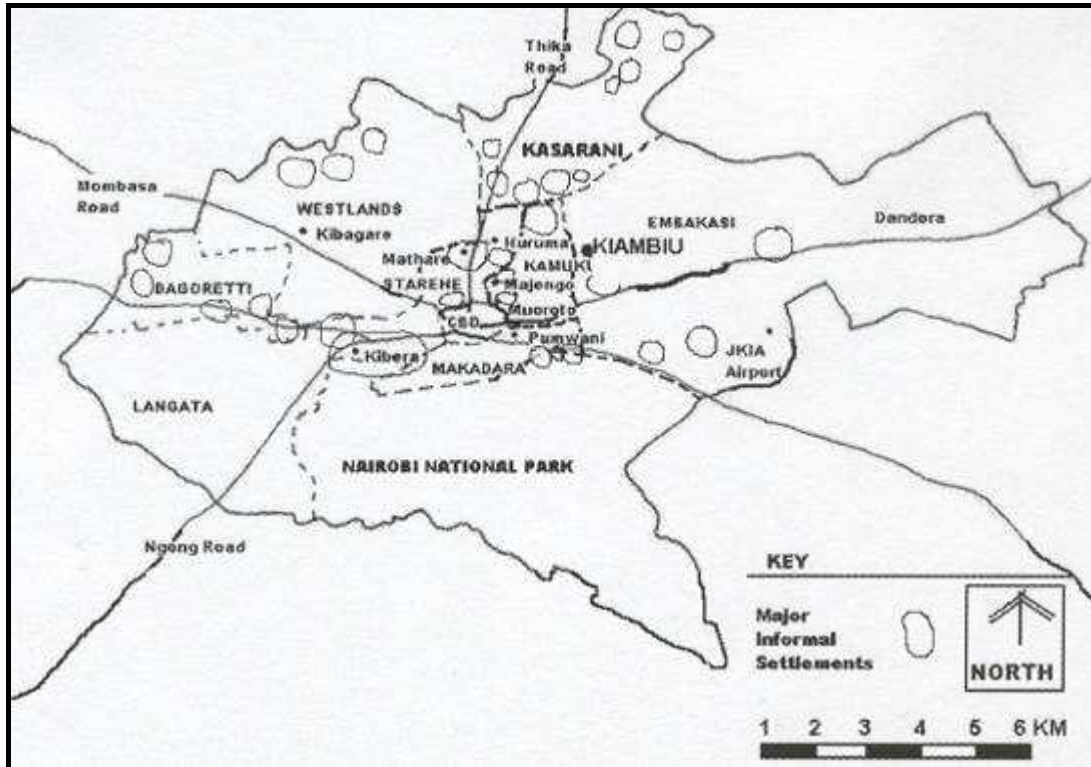 Thika
Road
KASARANI
Mombasa
Road
WESTLANDS
Kibagare
EMBAKASI
Dandora
Mathare
Huruma
KIAMBIU
KAMUKI
STAREHE
Majengo
DAGORETTI
Muoroto
CBD
Pumwani
Kibera
MAKADARA
JKIA
Airport
LANGATA
NAIROBI NATIONAL PARK
Ngong Road
KEY
Major
Informal
Settlements
NORTH
1 2 3 4 5 6 KM